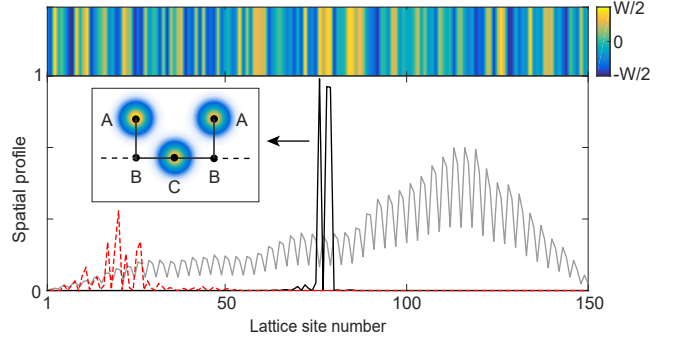 W/2
0
-W/2
1
A
A
B
C
B
Spatial profile
0
1
50
100
150
Lattice site number